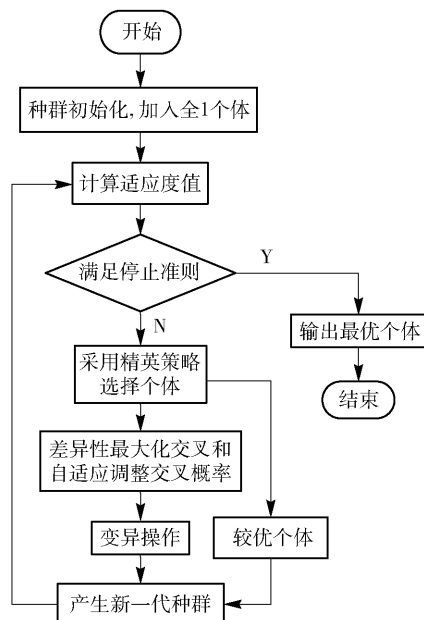 开始
种群初始化,加入全1个体
计算适应度值
满足停止准则
Y
N
输出最优个体
采用精英策略
选择个体
结束
差异性最大化交叉和
自适应调整交叉概率
变异操作
较优个体
产生新一代种群